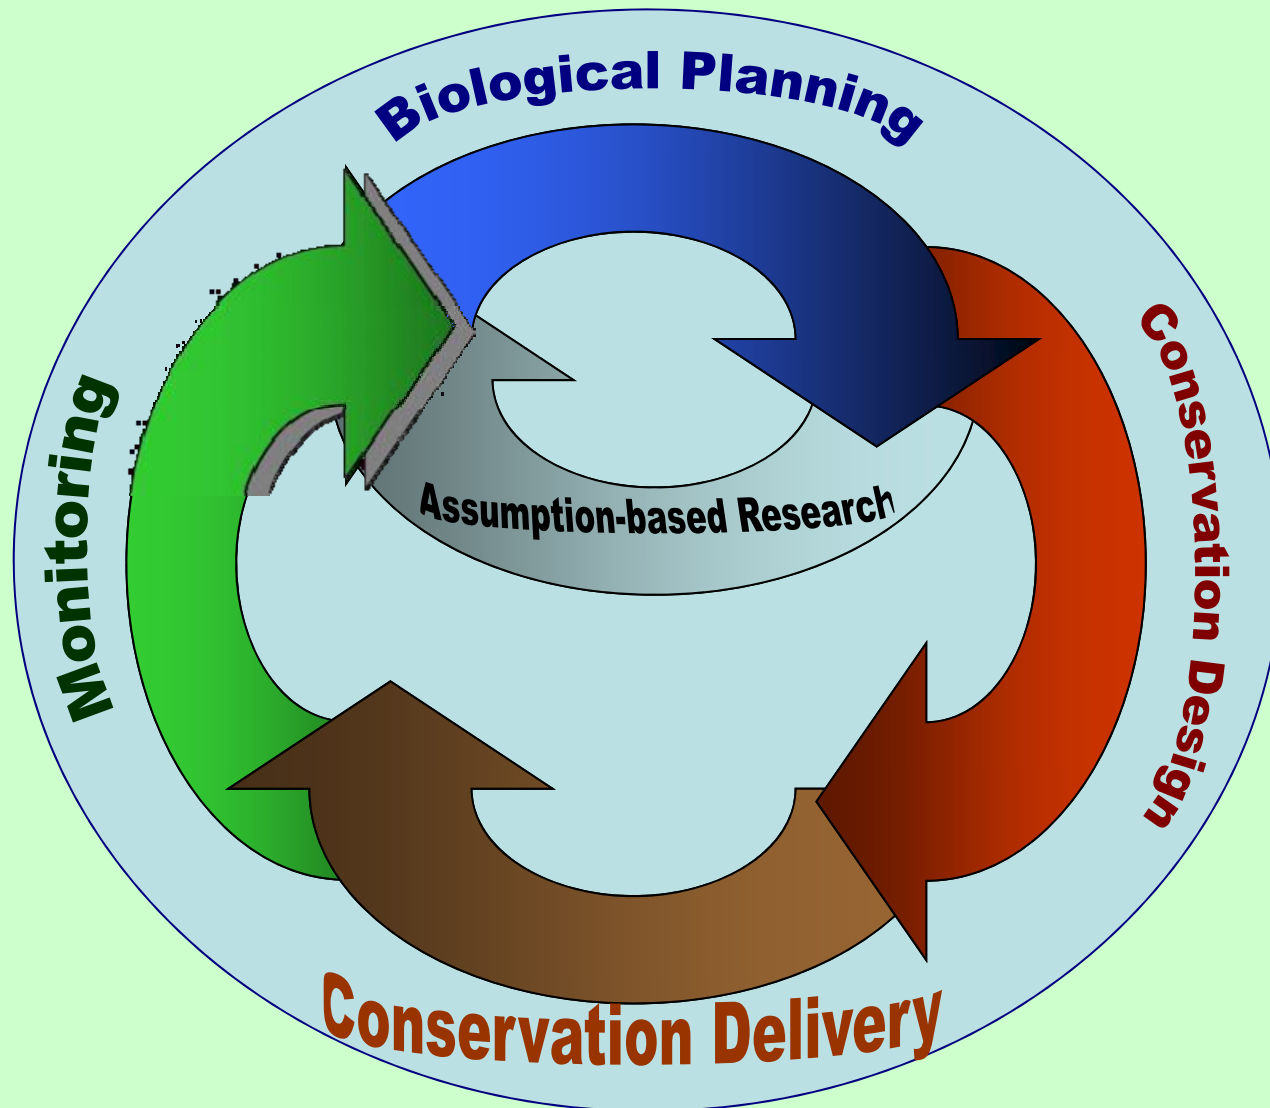 Biological Planning
Conservation Design
Monitoring
Assumption-based Research
Conservation Delivery